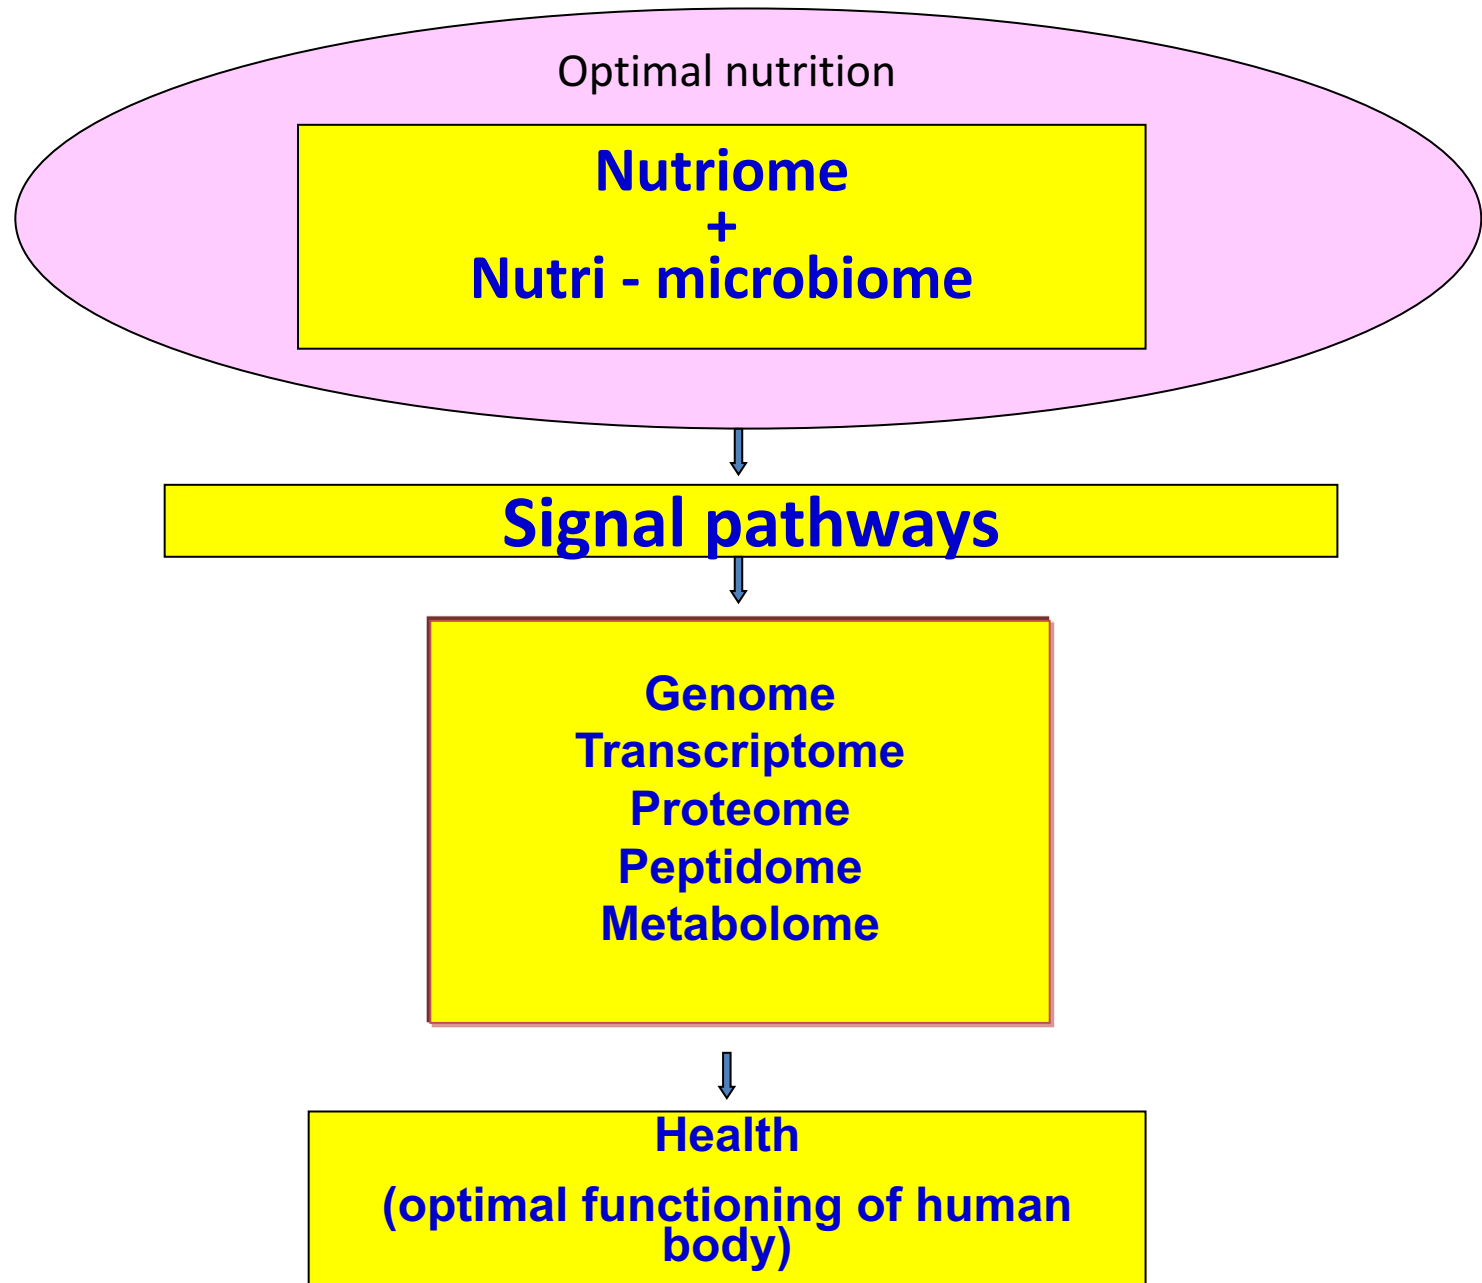 Optimal nutrition
Nutriome
+
Nutri - microbiome
Signal pathways
Genome
Transcriptome
Proteome
Peptidome
Metabolome
Health
(optimal functioning of human
body)